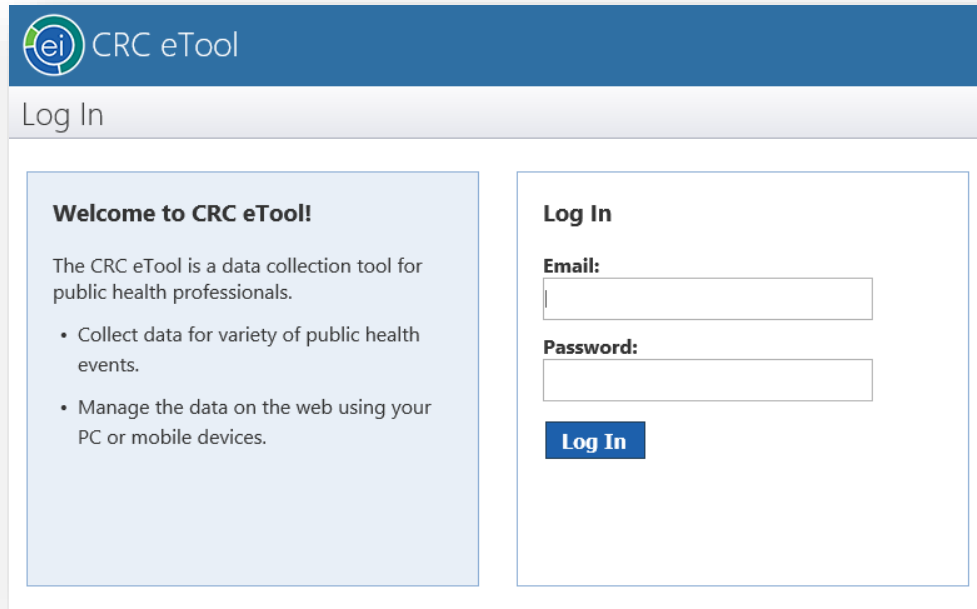 ei CRC eTool
Log In
Welcome to CRC eTool!
The CRC eTool is a data collection tool for
public health professionals.
• Collect data for variety of public health
events.
• Manage the data on the web using your
PC or mobile devices.
Log In
Email:
Password:
Log In